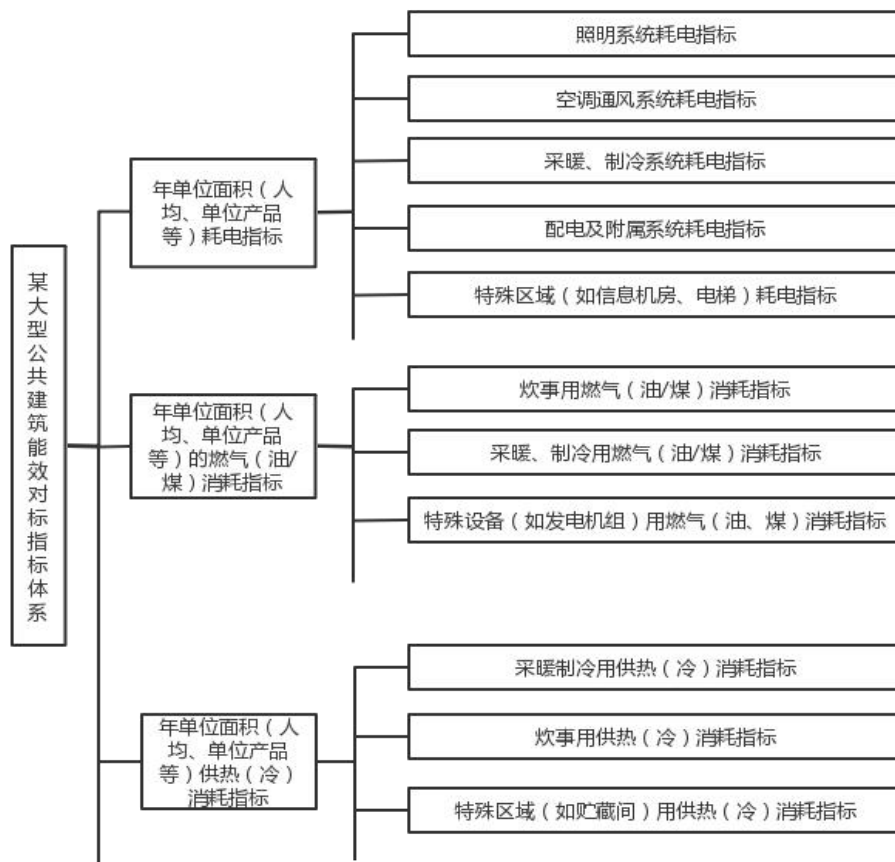 某大型公共建筑能效对标指标体系
年单位面积（人
均、单位产品
等）耗电指标
照明系统耗电指标
空调通风系统耗电指标
采暖、制冷系统耗电指标
配电及附属系统耗电指标
特殊区域（如信息机房、电梯）耗电指标
年单位面积（人
均、单位产品
等）的燃气（油/
煤）消耗指标
炊事用燃气（油/煤）消耗指标
采暖、制冷用燃气（油/煤）消耗指标
特殊设备（如发电机组）用燃气（油、煤）消耗指标
年单位面积（人
均、单位产品
等）供热（冷）
消耗指标
采暖制冷用供热（冷）消耗指标
炊事用供热（冷）消耗指标
特殊区域（如贮藏间）用供热（冷）消耗指标